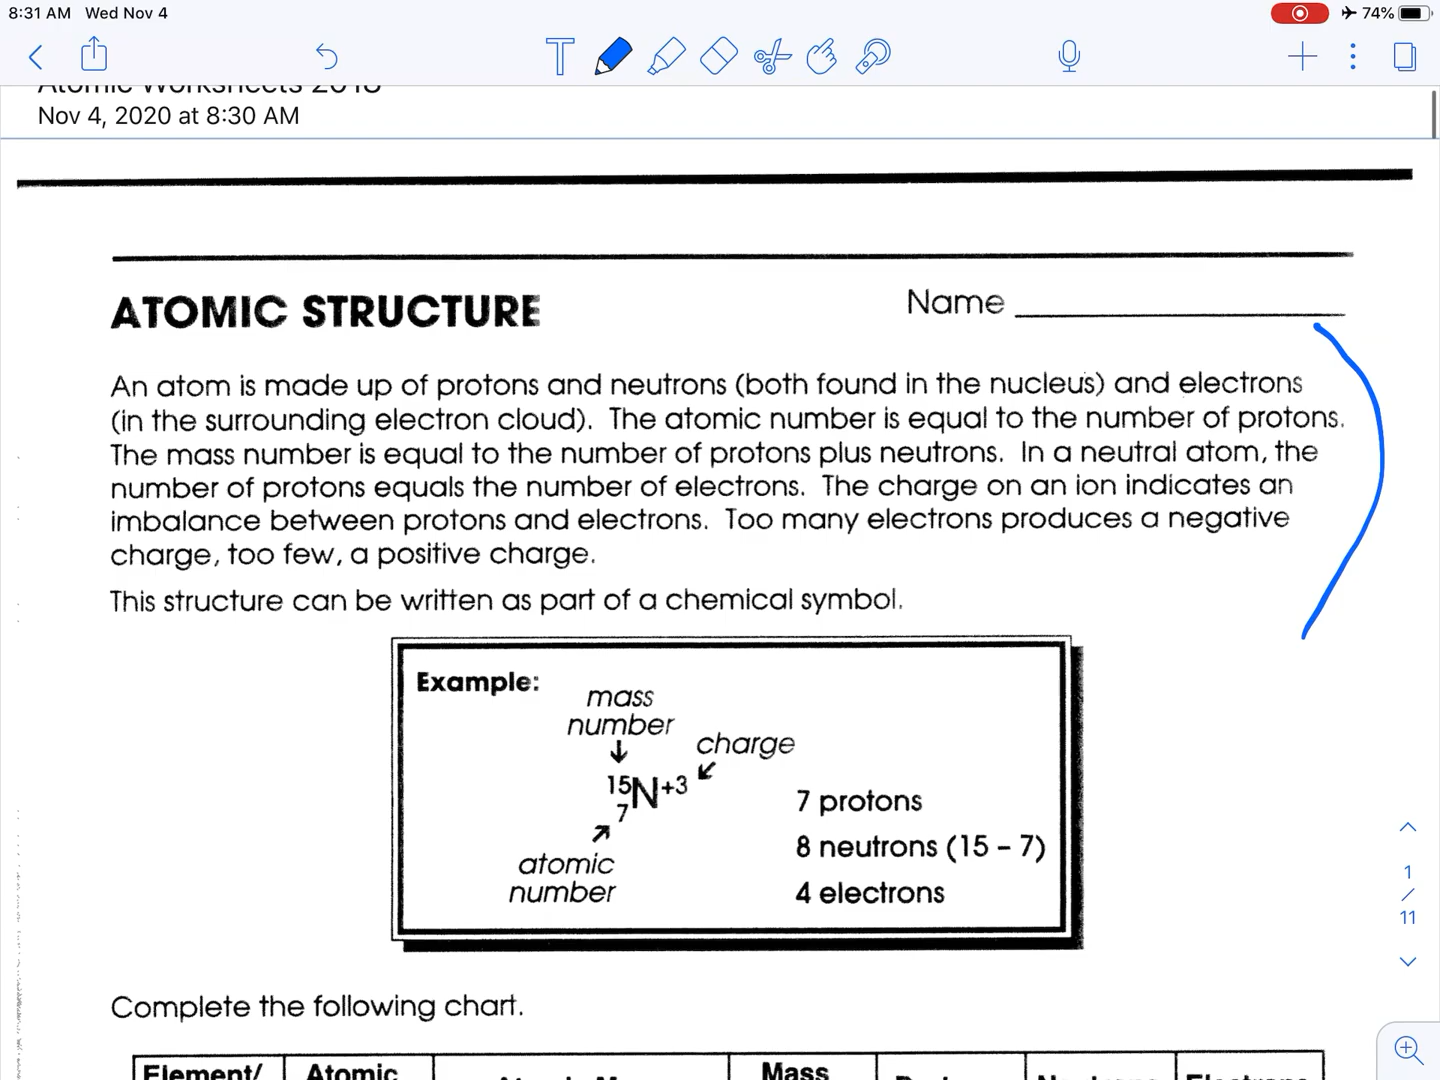 8:31 AM Wed Nov 4
74%
Nov 4, 2020 at 8:30 AM
ATOMIC STRUCTURE
Name
An atom is made up of protons and neutrons (both found in the nucleus) and electrons
(in the surrounding electron cloud). The atomic number is equal to the number of protons.
The mass number is equal to the number of protons plus neutrons. In a neutral atom, the
number of protons equals the number of electrons. The charge on an ion indicates an
imbalance between protons and electrons. Too many electrons produces a negative
charge, too few, a positive charge.
This structure can be written as part of a chemical symbol.
Example:
mass
number
charge
15
7
N+3
atomic
number
7 protons
8 neutrons (15 – 7)
4 electrons
1
/
11
Complete the following chart.
Element/
Atomic
Mass
Electrons